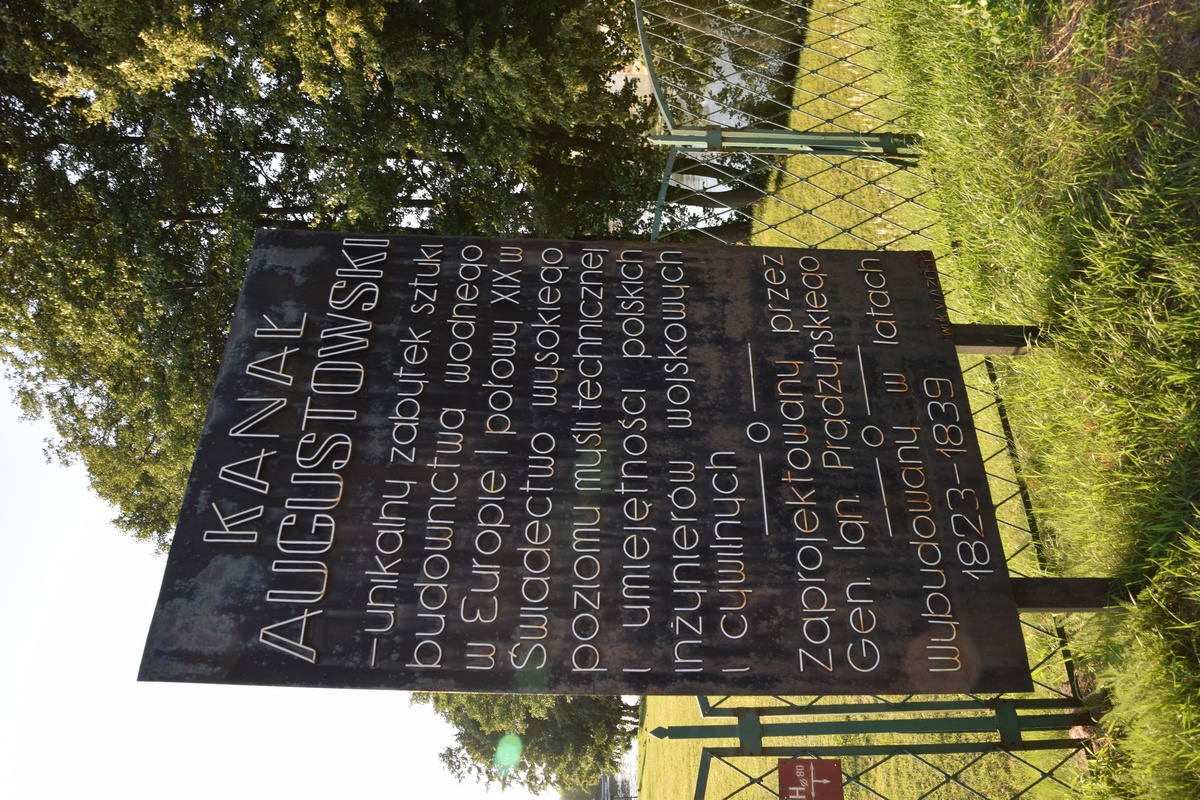 KANAŁ
AUGUSTOWSKI
–unikalny zabytek sztuki
budownictwa wodnego
w Europie I połowy XIX w
Świadectwo wysokiego
poziomu myśli technicznej
i umiejętności polskich
inżynierów wojskowych
i cywilnych
—o—
Zaprojektowany przez
Gen. Ign. Prądzyńskiego
—o—
wybudowany w latach
1823–1839
H Ø80